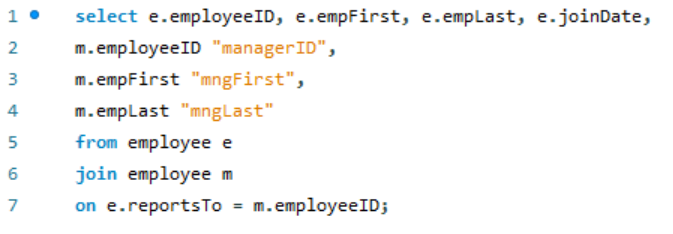 1 select e.employeeID, e.empFirst, e.empLast, e.joinDate,
2 m.employeeID "managerID",
3 m.empFirst "mngFirst",
4 m.empLast "mngLast"
5 from employee e
6 join employee m
7 on e.reportsTo = m.employeeID;